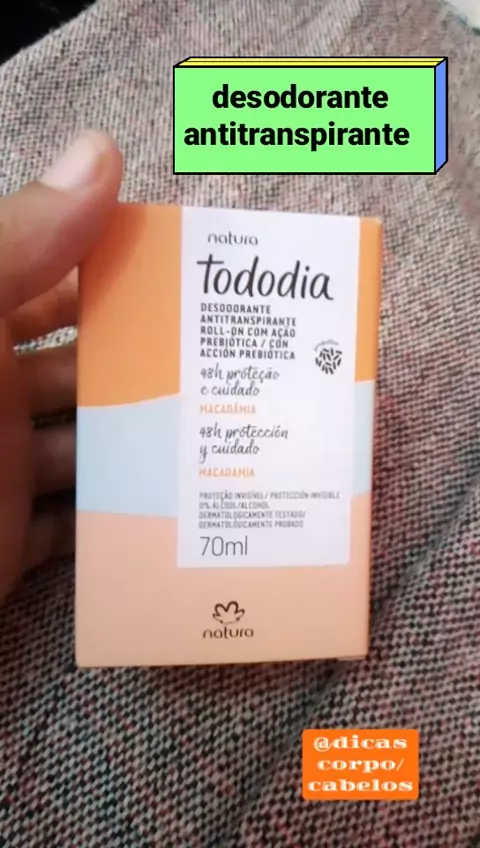 desodorante
antitranspirante
natura
tododia
DESODORANTE
ANTITRANSPIRANTE
ROLL-ON COM AÇÃO
PREBIÓTICA / CON
ACCIÓN PREBIÓTICA
48h proteção
e cuidado
MACADÂMIA
48h protección
y cuidado
MACADAMIA
PROTEÇÃO INVISÍVEL/ PROTECCIÓN INVISIBLE
0% ÁLCOOL/ALCOHOL
DERMATOLOGICAMENTE TESTADO/
DERMATOLÓGICAMENTE PROBADO
70ml
natura
@dicas
corpo/
cabelos